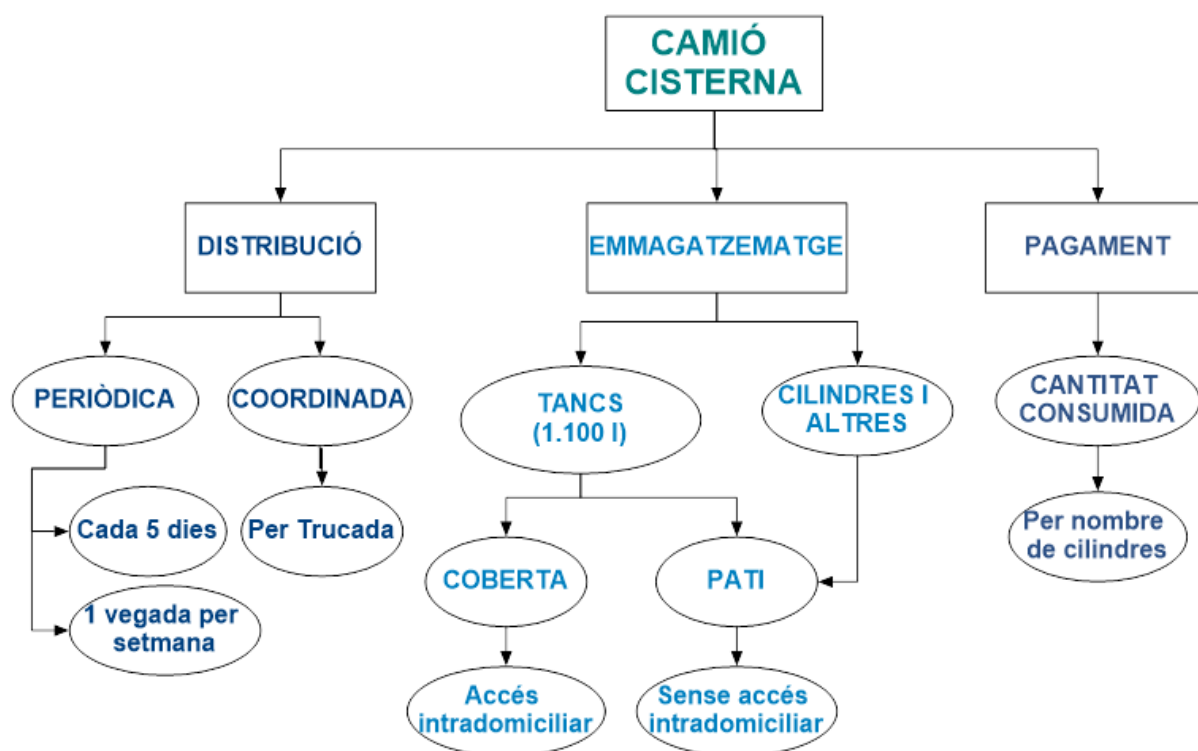 CAMIÓ
CISTERNA
DISTRIBUCIÓ
EMMAGATZEMATGE
PAGAMENT
PERIÒDICA
COORDINADA
TANCS
(1.100 l)
CILINDRES I
ALTRES
CANTITAT
CONSUMIDA
Cada 5 dies
Per Trucada
Per nombre
de cilindres
COBERTA
PATI
1 vegada per
setmana
Accés
intradomiciliar
Sense accés
intradomiciliar